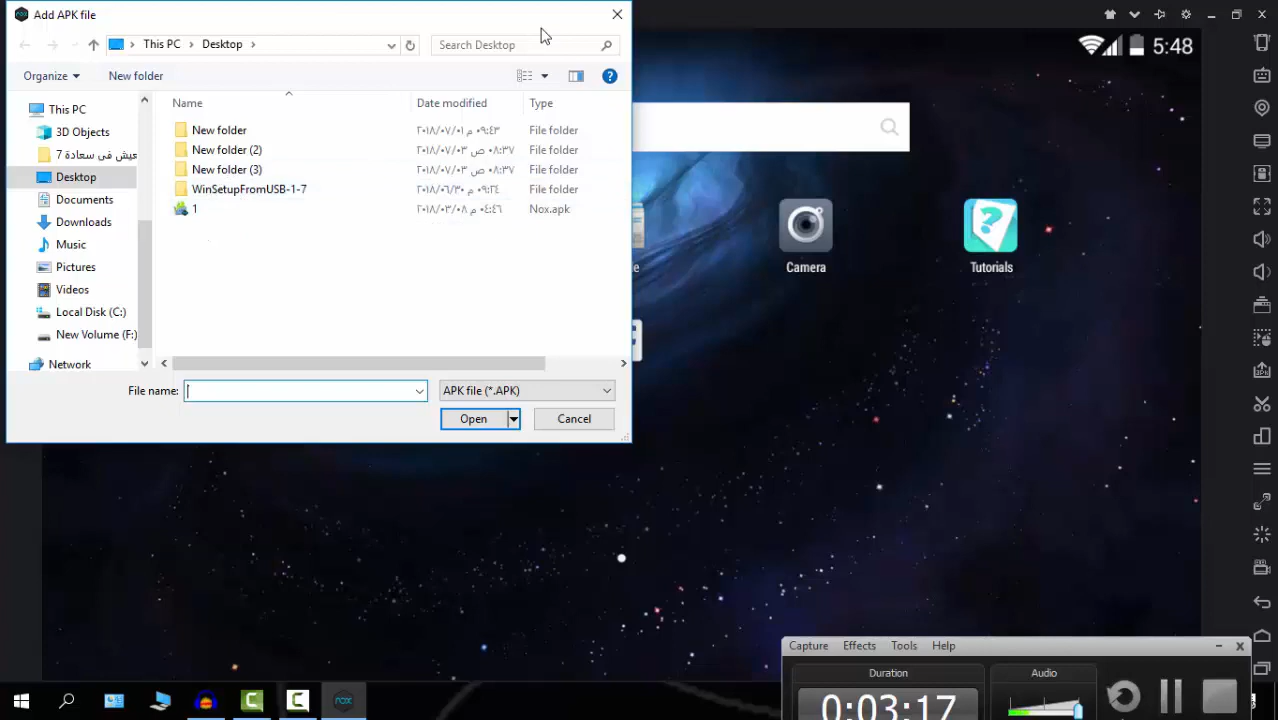 Add APK file
This PC > Desktop >
Search Desktop
Organize
New folder
Name Date modified Type
New folder ٢٠١٨/٠٧/٠١ م ٠٩:٤٣ File folder
New folder (2) ٢٠١٨/٠٧/٠٣ ص ٠٨:٣٧ File folder
New folder (3) ٢٠١٨/٠٧/٠٣ ص ٠٨:٣٧ File folder
WinSetupFromUSB-1-7 ٢٠١٨/٠٦/٣٠ م ٠٩:٢٤ File folder
1 ٢٠١٨/٠٣/٠٨ م ٠٤:٤٦ Nox.apk
This PC
3D Objects
عيش فى سعادة 7
Desktop
Documents
Downloads
Music
Pictures
Videos
Local Disk (C:)
New Volume (F:)
Network
File name:
APK file (*.APK)
Open
Cancel
5:48
Camera
Tutorials
Capture Effects Tools Help
Duration
Audio
0:03:17
nox